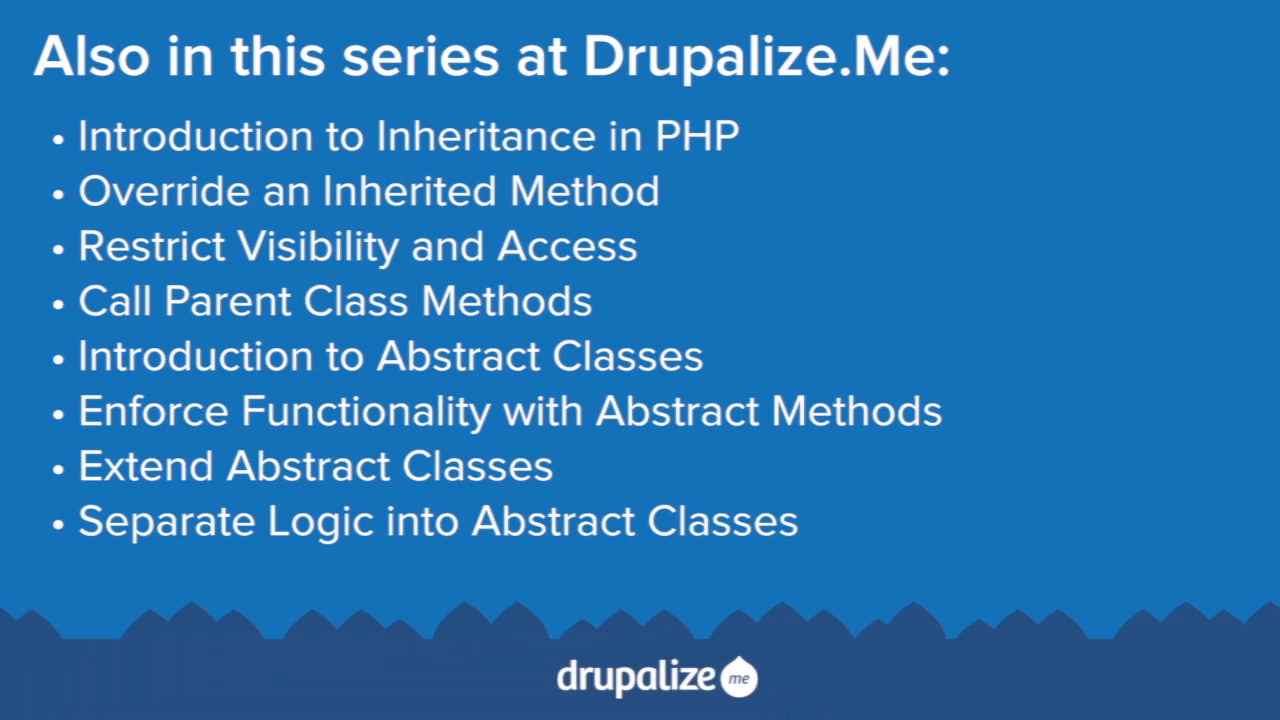 Also in this series at Drupalize.Me:
• Introduction to Inheritance in PHP
• Override an Inherited Method
• Restrict Visibility and Access
• Call Parent Class Methods
• Introduction to Abstract Classes
• Enforce Functionality with Abstract Methods
• Extend Abstract Classes
• Separate Logic into Abstract Classes
drupalize me